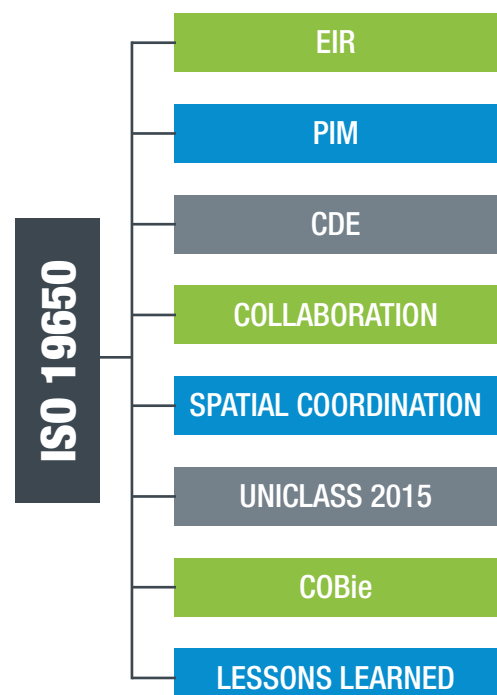 ISO 19650
EIR
PIM
CDE
COLLABORATION
SPATIAL COORDINATION
UNICLASS 2015
COBie
LESSONS LEARNED